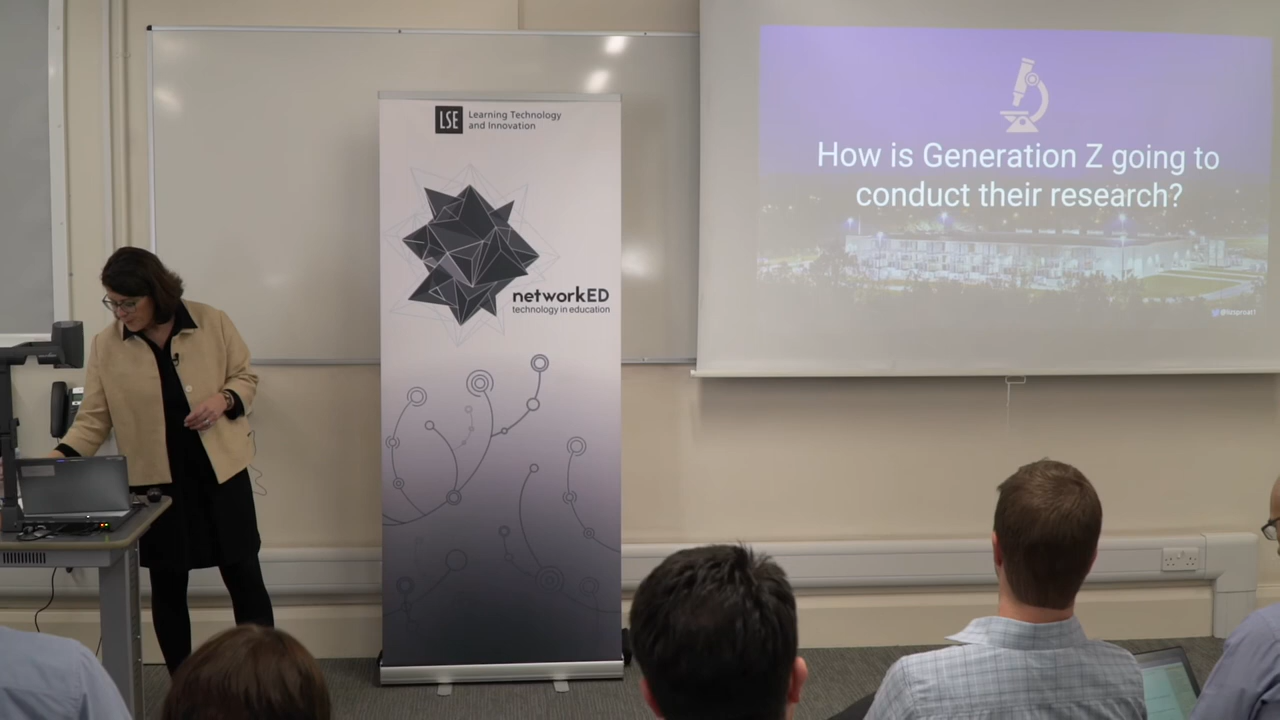 LSE
Learning Technology
and Innovation
networkED
technology in education
How is Generation Z going to
conduct their research?